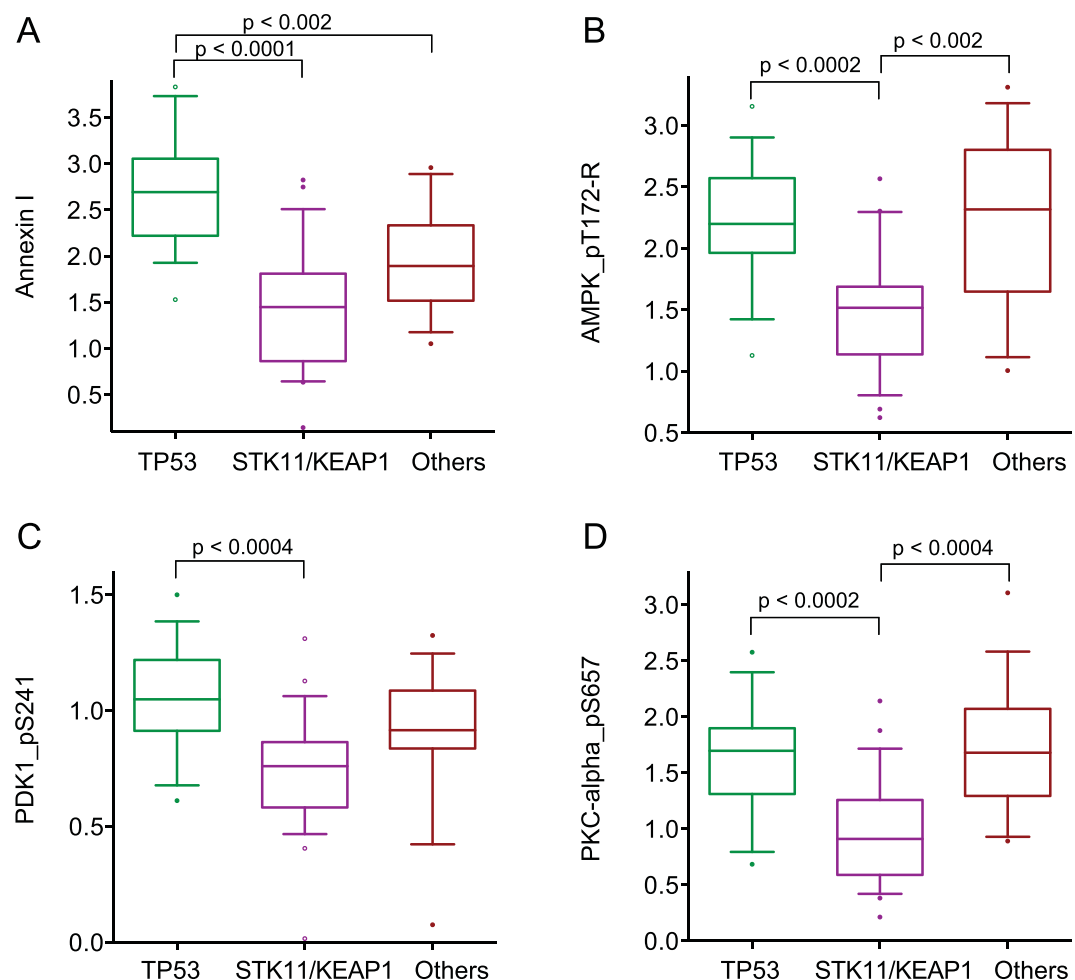 A
p < 0.002
p < 0.0001
Annexin I
3.5
3.0
2.5
2.0
1.5
1.0
0.5
TP53 STK11/KEAP1 Others
B
p < 0.002
p < 0.0002
AMPK_pT172-R
3.0
2.5
2.0
1.5
1.0
0.5
TP53 STK11/KEAP1 Others
C
p < 0.0004
PDK1_pS241
1.5
1.0
0.5
0.0
TP53 STK11/KEAP1 Others
D
p < 0.0004
p < 0.0002
PKC-alpha_pS657
3.0
2.5
2.0
1.5
1.0
0.5
0.0
TP53 STK11/KEAP1 Others